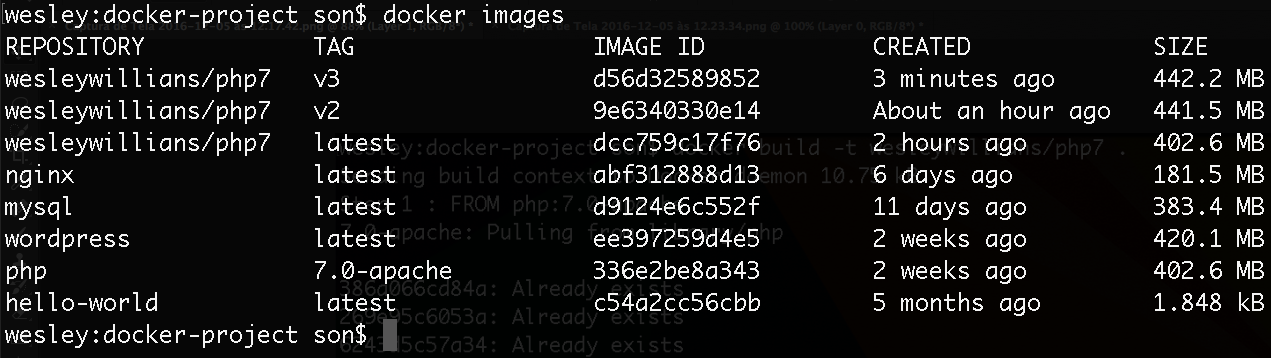 wesley:docker-project son$ docker images
REPOSITORY TAG IMAGE ID CREATED SIZE
wesleywillians/php7 v3 d56d32589852 3 minutes ago 442.2 MB
wesleywillians/php7 v2 9e6340330e14 About an hour ago 441.5 MB
wesleywillians/php7 latest dcc759c17f76 2 hours ago 402.6 MB
nginx latest abf312888d13 6 days ago 181.5 MB
mysql latest d9124e6c552f 11 days ago 383.4 MB
wordpress latest ee397259d4e5 2 weeks ago 420.1 MB
php 7.0-apache 336e2be8a343 2 weeks ago 402.6 MB
hello-world latest c54a2cc56cbb 5 months ago 1.848 kB
wesley:docker-project son$